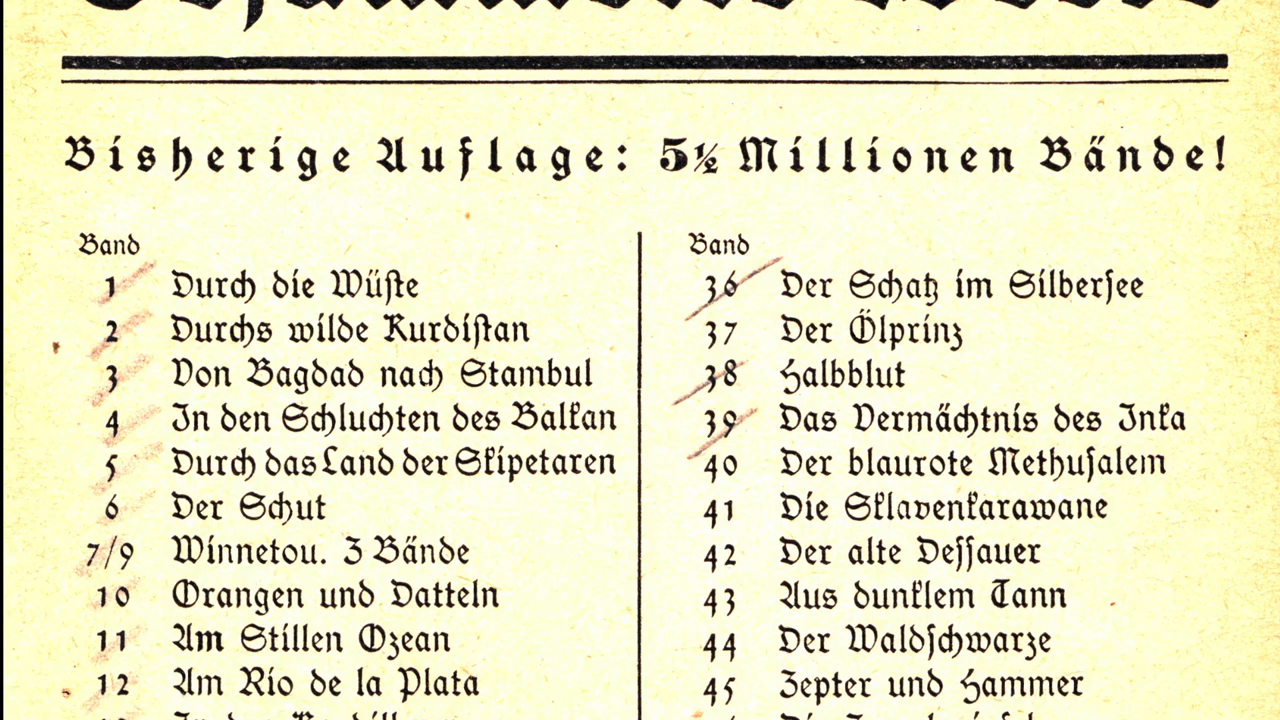 Bisherige Auflage: 5½ Millionen Bände!
Band
1 Durch die Wüste
2 Durchs wilde Kurdistan
3 Von Bagdad nach Stambul
4 In den Schluchten des Balkan
5 Durch das Land der Skipetaren
6 Der Schut
7/9 Winnetou. 3 Bände
10 Orangen und Datteln
11 Am Stillen Ozean
12 Am Rio de la Plata
Band
36 Der Schatz im Silbersee
37 Der Ölprinz
38 Halbblut
39 Das Vermächtnis des Inka
40 Der blaurote Methusalem
41 Die Sklavenkarawane
42 Der alte Dessauer
43 Aus dunklem Tann
44 Der Waldschwarze
45 Zepter und Hammer